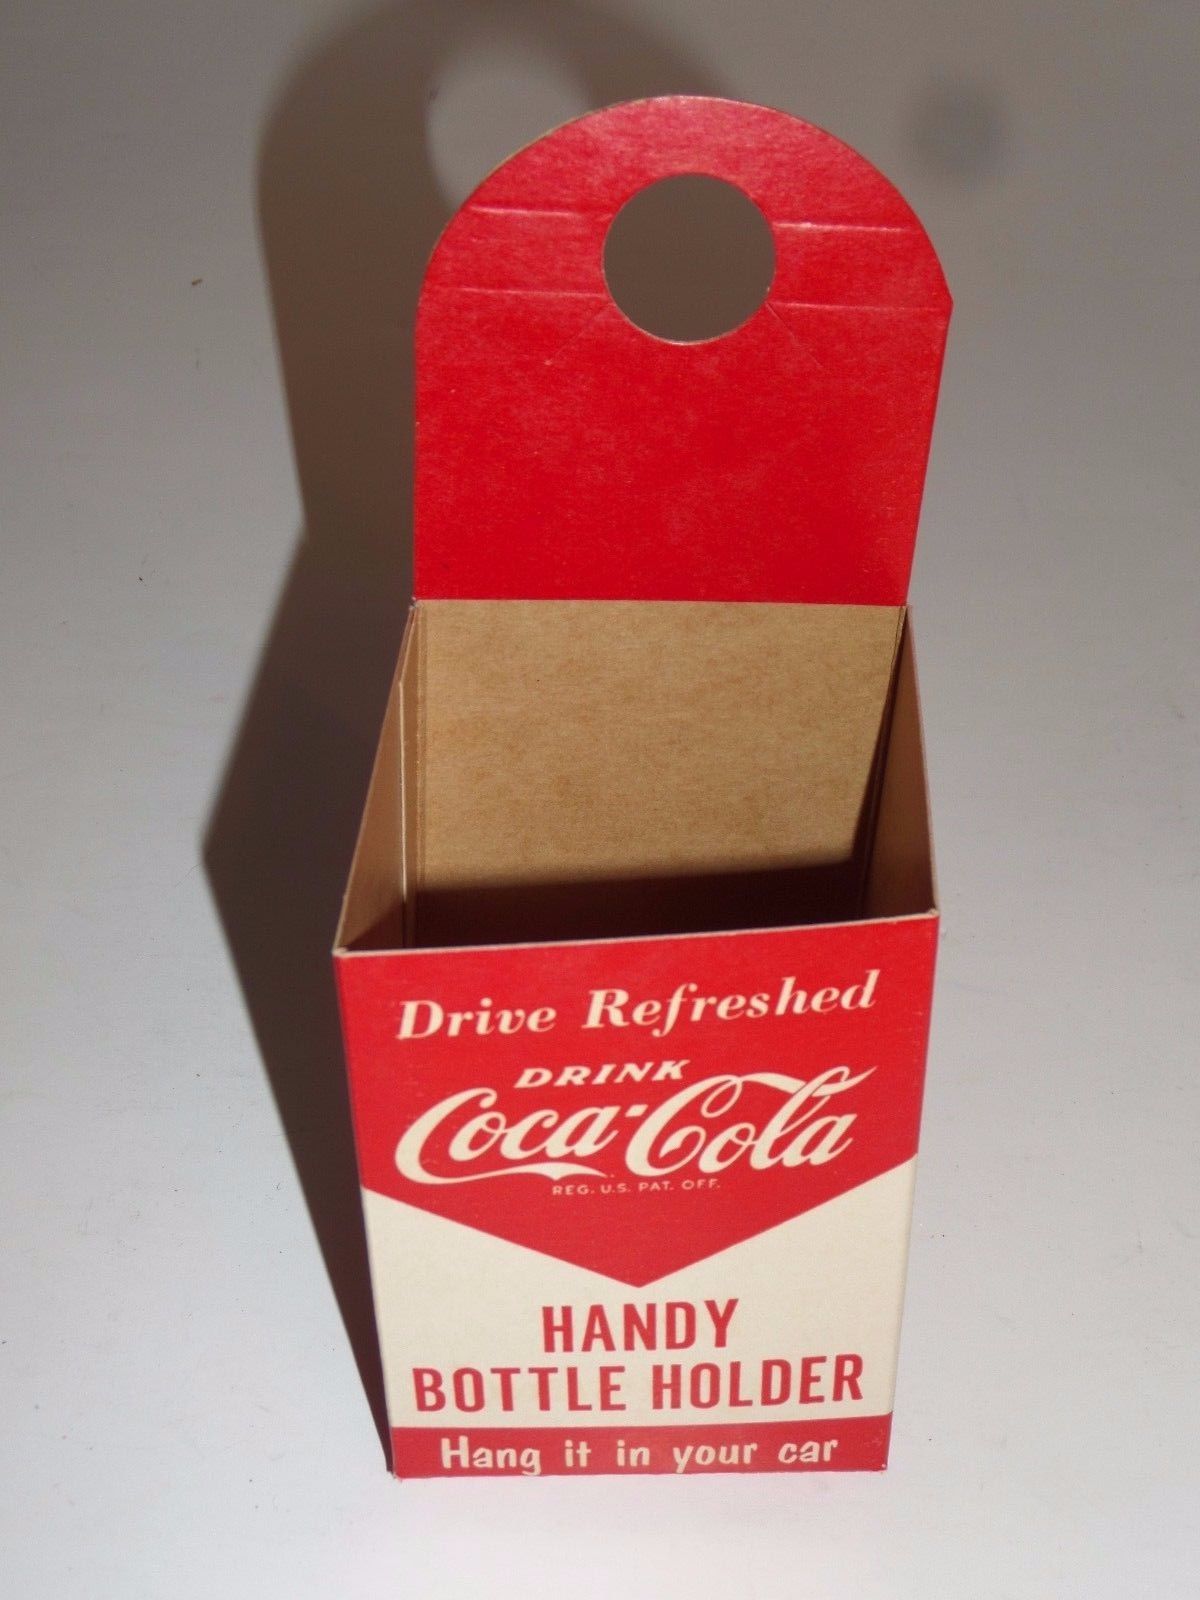 Drive Refreshed
DRINK
Coca-Cola
REG. U.S. PAT. OFF.
HANDY
BOTTLE HOLDER
Hang it in your car